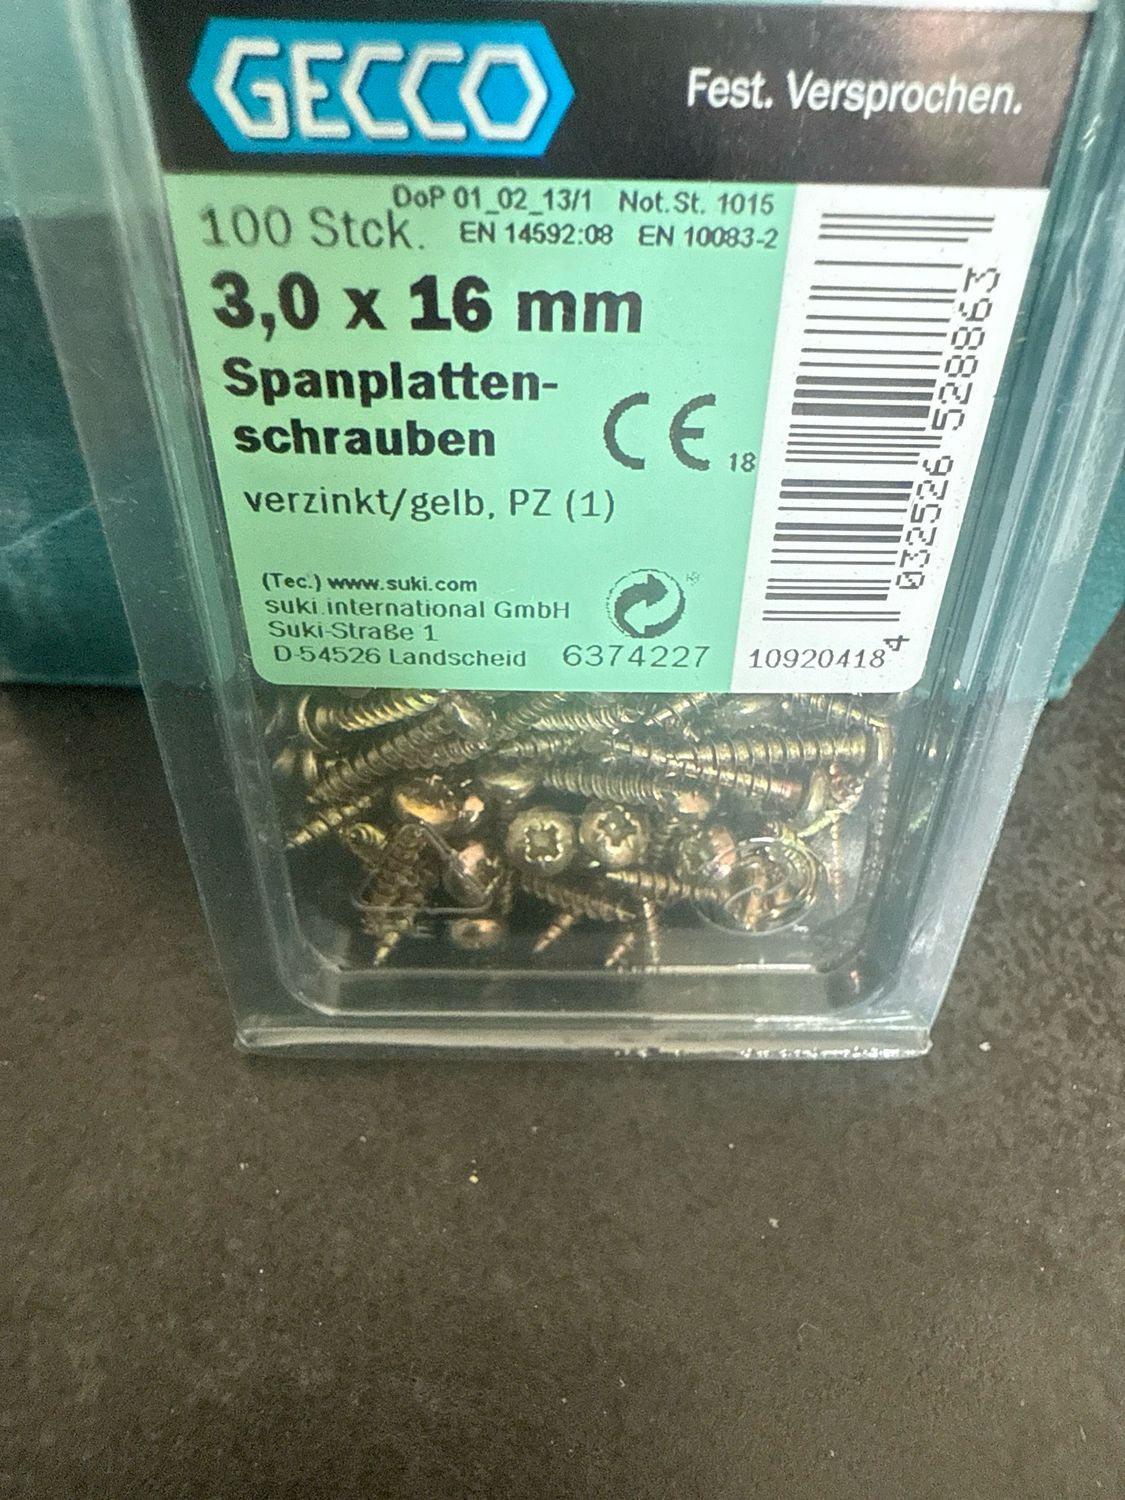 GECCO
Fest. Versprochen.
DoP 01_02_13/1 Not.St. 1015
100 Stck. EN 14592:08 EN 10083-2
3,0 x 16 mm
Spanplatten-
schrauben
CE 18
verzinkt/gelb, PZ (1)
(Tec.) www.suki.com
suki.international GmbH
Suki-Straße 1
D-54526 Landscheid 6374227
4 032526 528863
10920418